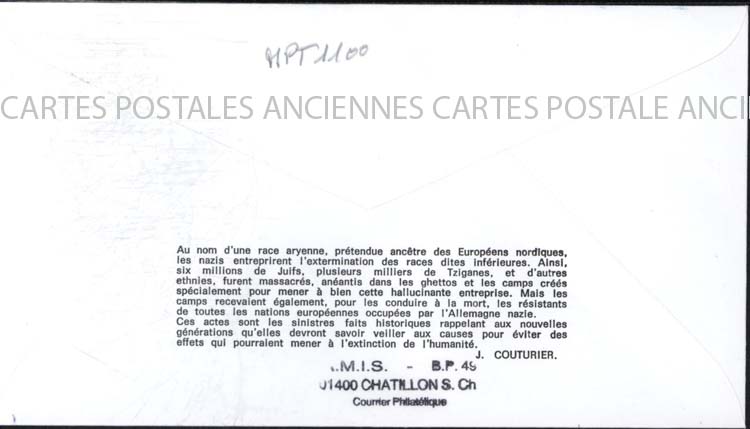 MPT1100
CARTES POSTALES ANCIENNES CARTES POSTALE ANCI
Au nom d'une race aryenne, prétendue ancêtre des Européens nordiques,
les nazis entreprirent l'extermination des races dites inférieures. Ainsi,
six millions de Juifs, plusieurs milliers de Tziganes, et d'autres
ethnies, furent massacrés, anéantis dans les ghettos et les camps créés
spécialement pour mener à bien cette hallucinante entreprise. Mais les
camps recevaient également, pour les conduire à la mort, les résistants
de toutes les nations européennes occupées par l'Allemagne nazie.
Ces actes sont les sinistres faits historiques rappelant aux nouvelles
générations qu'elles devront savoir veiller aux causes pour éviter des
effets qui pourraient mener à l'extinction de l'humanité.
J. COUTURIER.
.M.I.S. - B.P. 49
01400 CHATILLON S. Ch
Courrier Philatélique